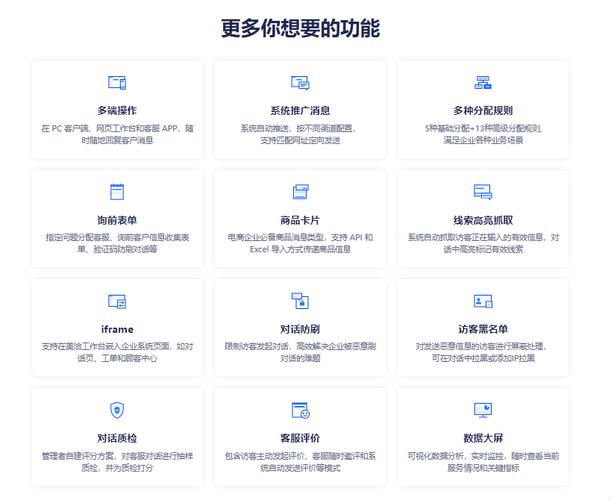 更多你想要的功能
多端操作
在 PC 客户端、网页工作台和客服 APP，随
时随地回复客户消息
系统推广消息
系统自动推送，按不同渠道配置，
支持匹配网址定向发送
多种分配规则
5种基础分配+13种高级分配规则,
满足企业各种业务场景
询前表单
指定问题分配客服、询前客户信息收集表
单、验证码防刷对话等
商品卡片
电商企业必备商品消息类型，支持 API 和
Excel 导入方式传递商品信息
线索高亮抓取
系统自动抓取访客正在输入的有效信息，对
话中高亮标记有效线索
iframe
支持在美洽工作台嵌入企业系统页面，如对
话页、工单和顾客中心
对话防刷
限制访客发起对话，高效解决企业被恶意刷
对话的难题
访客黑名单
对发送恶意信息的访客进行屏蔽处理，
可在对话中拉黑或添加IP拉黑
对话质检
管理者自建评分方案，对客服对话进行抽样
质检，并为质检打分
客服评价
包含访客主动发起评价、客服随时邀评和系
统自动发送评价等模式
数据大屏
可视化数据分析，实时监控，随时查看当前
服务情况和关键指标